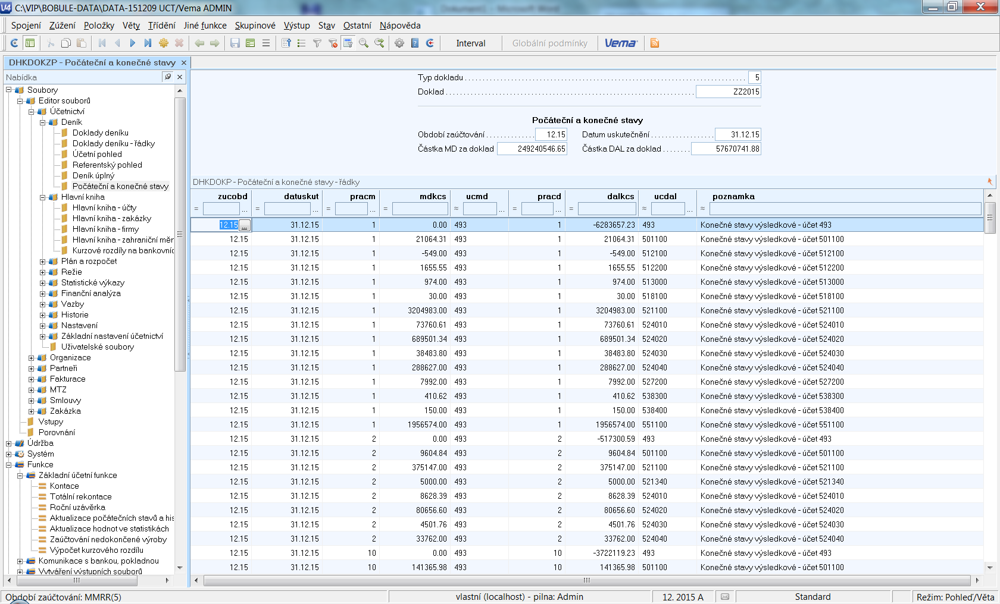 C:\VIP\BOBULE-DATA\DATA-151209 UCT/Vema ADMIN
Spojení Zúžení Položky Věty Třídění Jiné funkce Skupinové Výstup Stav Ostatní Nápověda
Interval Globální podmínky Vema
DHKDOKZP - Počáteční a konečné stavy ×
Nabídka
Soubory
Editor souborů
Účetnictví
Deník
Doklady deníku
Doklady deníku - řádky
Účetní pohled
Referentský pohled
Deník úplný
Počáteční a konečné stavy
Hlavní kniha
Hlavní kniha - účty
Hlavní kniha - zakázky
Hlavní kniha - firmy
Hlavní kniha - zahraniční měr
Kurzové rozdíly na bankovníc
Plán a rozpočet
Režie
Statistické výkazy
Finanční analýza
Vazby
Historie
Nastavení
Základní nastavení účetnictví
Uživatelské soubory
Organizace
Partneři
Fakturace
MTZ
Smlouvy
Zakázka
Vstupy
Porovnání
Údržba
Systém
Funkce
Základní účetní funkce
Kontace
Totální rekontace
Roční uzávěrka
Aktualizace počátečních stavů a his
Aktualizace hodnot ve statistikách
Zaúčtování nedokončené výroby
Výpočet kurzového rozdílu
Komunikace s bankou, pokladnou
Vytváření výstupních souborů
Typ dokladu 5
Doklad ZZ2015
Počáteční a konečné stavy
Období zaúčtování 12.15 Datum uskutečnění 31.12.15
Částka MD za doklad 249240546.65 Částka DAL za doklad 57670741.88
DHKDOKP - Počáteční a konečné stavy - řádky
zucobd datuskut pracm mdkcs ucmd pracd dalkcs ucdal poznamka
= ... = ... = ... = ≈ ... = ... = ≈ ... ≈
12.15 ... 31.12.15 1 0.00 493 1 -6283657.23 493 Konečné stavy výsledkové - účet 493
12.15 31.12.15 1 21064.31 493 1 21064.31 501100 Konečné stavy výsledkové - účet 501100
12.15 31.12.15 1 -549.00 493 1 -549.00 512100 Konečné stavy výsledkové - účet 512100
12.15 31.12.15 1 1655.55 493 1 1655.55 512200 Konečné stavy výsledkové - účet 512200
12.15 31.12.15 1 974.00 493 1 974.00 513000 Konečné stavy výsledkové - účet 513000
12.15 31.12.15 1 30.00 493 1 30.00 518100 Konečné stavy výsledkové - účet 518100
12.15 31.12.15 1 3204983.00 493 1 3204983.00 521100 Konečné stavy výsledkové - účet 521100
12.15 31.12.15 1 73760.61 493 1 73760.61 524010 Konečné stavy výsledkové - účet 524010
12.15 31.12.15 1 689501.34 493 1 689501.34 524020 Konečné stavy výsledkové - účet 524020
12.15 31.12.15 1 38483.80 493 1 38483.80 524030 Konečné stavy výsledkové - účet 524030
12.15 31.12.15 1 288627.00 493 1 288627.00 524040 Konečné stavy výsledkové - účet 524040
12.15 31.12.15 1 7992.00 493 1 7992.00 527200 Konečné stavy výsledkové - účet 527200
12.15 31.12.15 1 410.62 493 1 410.62 538300 Konečné stavy výsledkové - účet 538300
12.15 31.12.15 1 150.00 493 1 150.00 538400 Konečné stavy výsledkové - účet 538400
12.15 31.12.15 1 1956574.00 493 1 1956574.00 551100 Konečné stavy výsledkové - účet 551100
12.15 31.12.15 2 0.00 493 2 -517300.59 493 Konečné stavy výsledkové - účet 493
12.15 31.12.15 2 9604.84 493 2 9604.84 501100 Konečné stavy výsledkové - účet 501100
12.15 31.12.15 2 375147.00 493 2 375147.00 521100 Konečné stavy výsledkové - účet 521100
12.15 31.12.15 2 5000.00 493 2 5000.00 521340 Konečné stavy výsledkové - účet 521340
12.15 31.12.15 2 8628.39 493 2 8628.39 524010 Konečné stavy výsledkové - účet 524010
12.15 31.12.15 2 80656.60 493 2 80656.60 524020 Konečné stavy výsledkové - účet 524020
12.15 31.12.15 2 4501.76 493 2 4501.76 524030 Konečné stavy výsledkové - účet 524030
12.15 31.12.15 2 33762.00 493 2 33762.00 524040 Konečné stavy výsledkové - účet 524040
12.15 31.12.15 10 0.00 493 10 -3722119.23 493 Konečné stavy výsledkové - účet 493
12.15 31.12.15 10 141365.98 493 10 141365.98 501100 Konečné stavy výsledkové - účet 501100
Období zaúčtování: MMRR(5) vlastní (localhost) - pilna: Admin 12. 2015 A Standard Režim: Pohled/Věta